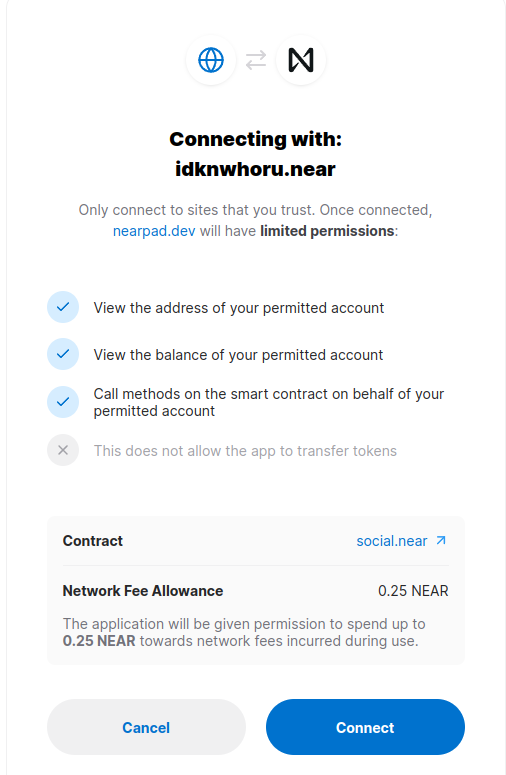 Connecting with:
idknwhoru.near
Only connect to sites that you trust. Once connected,
nearpad.dev will have limited permissions:
View the address of your permitted account
View the balance of your permitted account
Call methods on the smart contract on behalf of your
permitted account
This does not allow the app to transfer tokens
Contract social.near
Network Fee Allowance 0.25 NEAR
The application will be given permission to spend up to
0.25 NEAR towards network fees incurred during use.
Cancel Connect